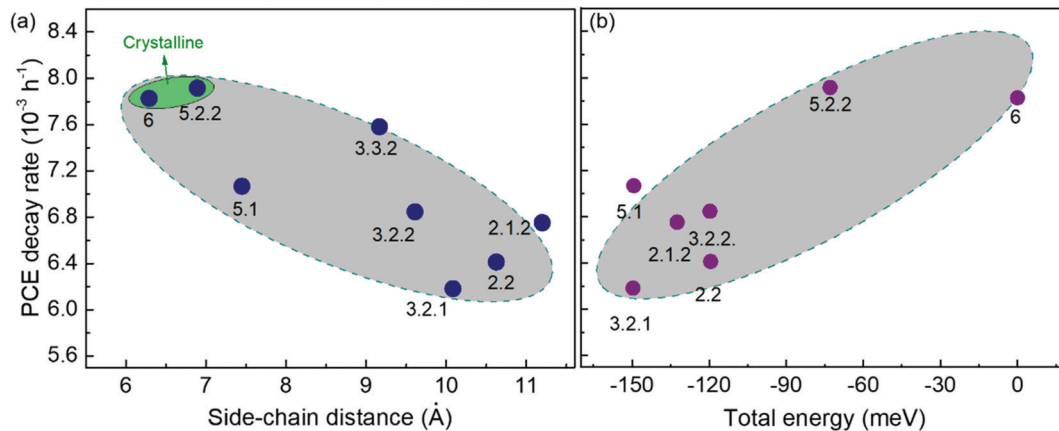 (a)
PCE decay rate (10⁻³ h⁻¹)
8.4
8.0
7.6
7.2
6.8
6.4
6.0
5.6
Crystalline
6
5.2.2
3.3.2
5.1
3.2.2
2.1.2
2.2
3.2.1
6 7 8 9 10 11
Side-chain distance (Å)
(b)
5.2.2
6
5.1
2.1.2
3.2.2.
2.2
3.2.1
-150 -120 -90 -60 -30 0
Total energy (meV)